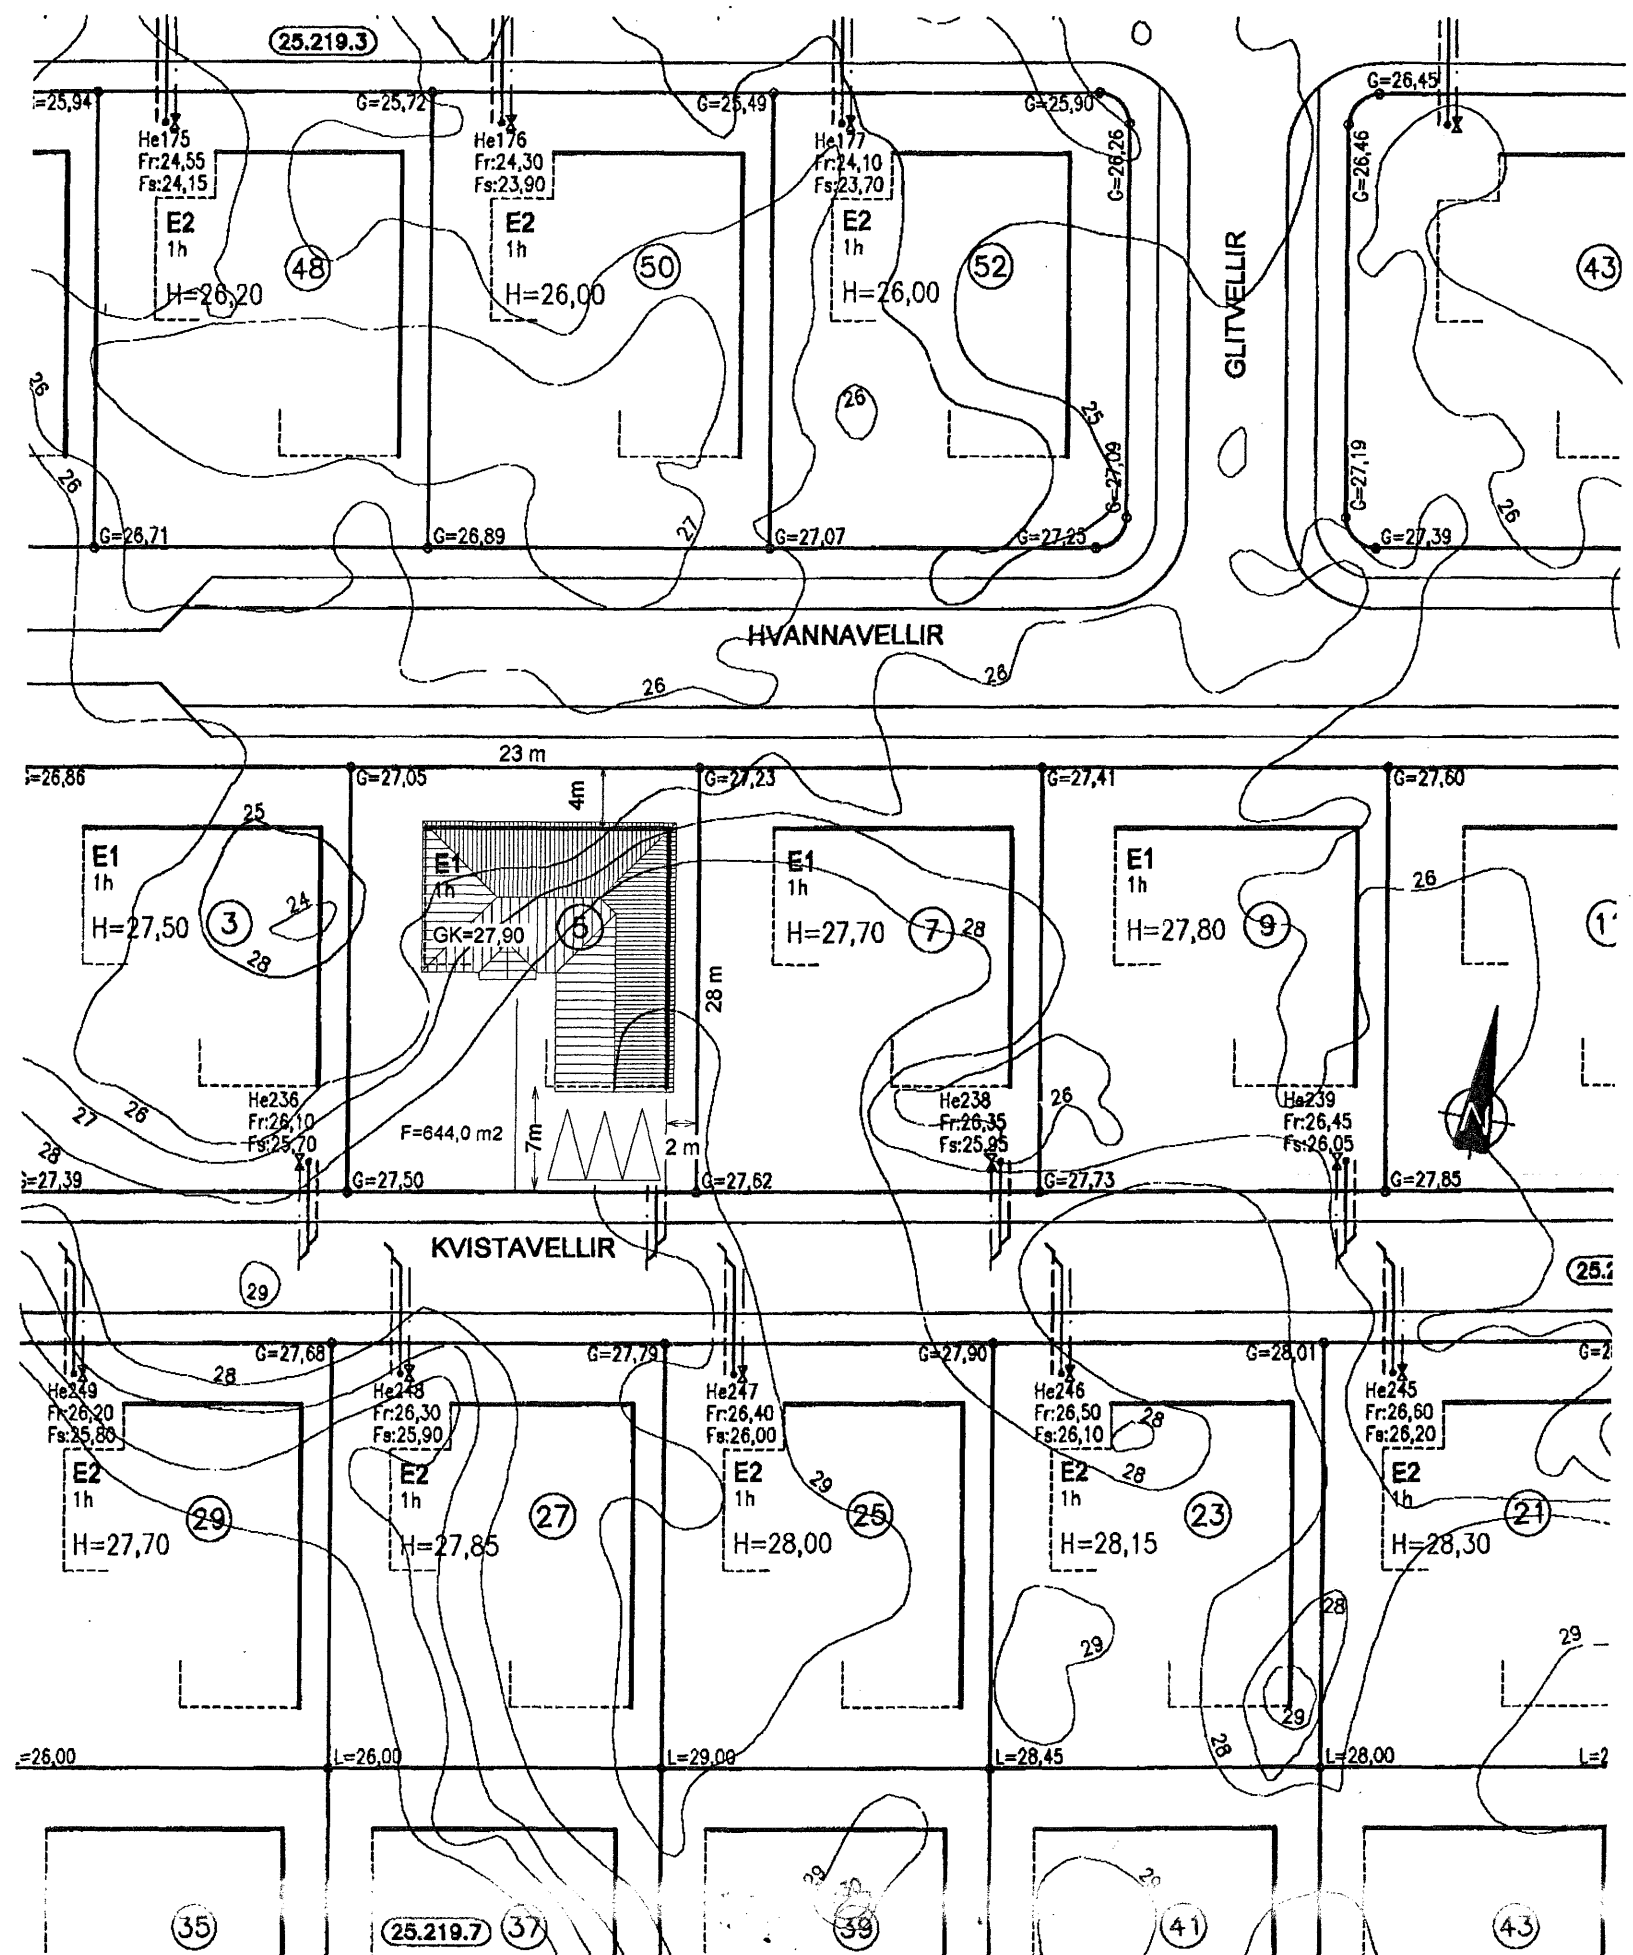 25.219.3
G=26,45
=25,94
G=25,72
G=25,49
G=25,90
He175
Fr:24,55
Fs:24,15
He176
Fr:24,30
Fs:23,90
He177
Fr:24,10
Fs:23,70
G=26,26
G=26,46
E2
1h
H=26,20
48
E2
1h
H=26,00
50
E2
1h
H=26,00
52
GLITVELLIR
43
26
26
25
26
27
G=27,09
G=27,19
26
G=26,71
G=26,89
G=27,07
G=27,25
G=27,39
HVANNAVELLIR
26
26
23 m
=26,86
G=27,05
G=27,23
G=27,41
G=27,60
4m
25
E1
1h
H=27,50
3
24
28
E1
1h
GK=27,90
5
E1
1h
H=27,70
7
28
E1
1h
H=27,80
9
26
28 m
N
27
26
28
He236
Fr:26,10
Fs:25,70
F=644,0 m2
7m
2 m
He238
Fr:26,35
Fs:25,95
26
He239
Fr:26,45
Fs:26,05
=27,39
G=27,50
G=27,62
G=27,73
G=27,85
KVISTAVELLIR
25.2
29
G=27,68
G=27,79
G=27,90
G=28,01
28
He249
Fr:26,20
Fs:25,80
He248
Fr:26,30
Fs:25,90
He247
Fr:26,40
Fs:26,00
He246
Fr:26,50
Fs:26,10
28
He245
Fr:26,60
Fs:26,20
28
29
E2
1h
H=27,70
29
E2
1h
H=27,85
27
E2
1h
H=28,00
25
E2
1h
H=28,15
23
E2
1h
H=28,30
21
28
29
29
29
28
=26,00
L=26,00
L=29,00
L=28,45
L=28,00
L=2
29
29
35
25.219.7
37
39
41
43